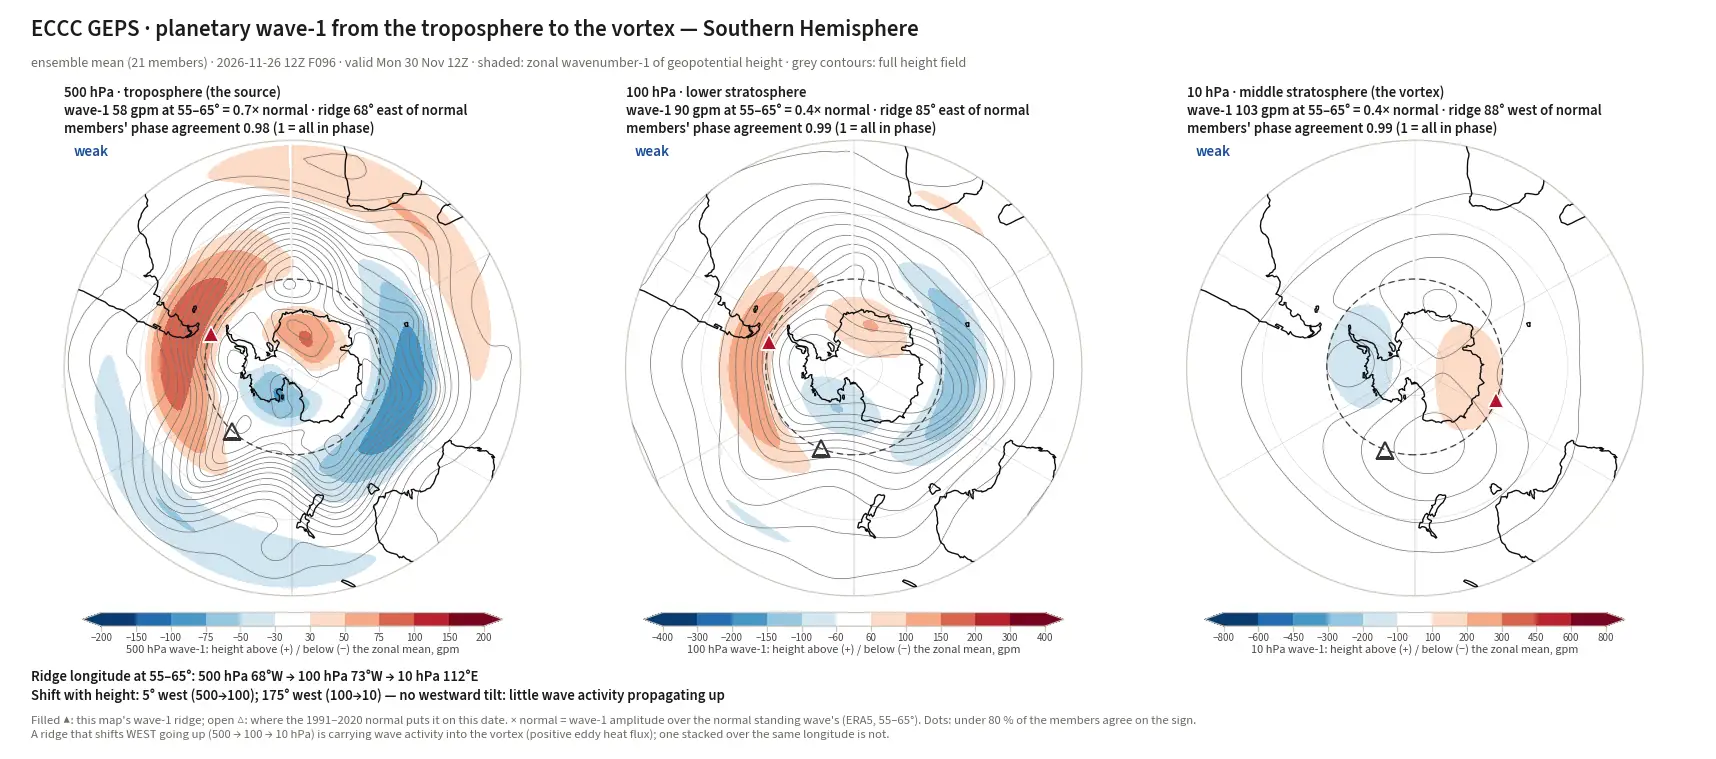 ECCC GEPS · planetary wave-1 from the troposphere to the vortex — Southern Hemisphere
ensemble mean (21 members) · 2026-11-26 12Z F096 · valid Mon 30 Nov 12Z · shaded: zonal wavenumber-1 of geopotential height · grey contours: full height field
500 hPa · troposphere (the source)
wave-1 58 gpm at 55–65° = 0.7× normal · ridge 68° east of normal
members' phase agreement 0.98 (1 = all in phase)
weak
100 hPa · lower stratosphere
wave-1 90 gpm at 55–65° = 0.4× normal · ridge 85° east of normal
members' phase agreement 0.99 (1 = all in phase)
weak
10 hPa · middle stratosphere (the vortex)
wave-1 103 gpm at 55–65° = 0.4× normal · ridge 88° west of normal
members' phase agreement 0.99 (1 = all in phase)
weak
−200 −150 −100 −75 −50 −30 30 50 75 100 150 200
500 hPa wave-1: height above (+) / below (−) the zonal mean, gpm
−400 −300 −200 −150 −100 −60 60 100 150 200 300 400
100 hPa wave-1: height above (+) / below (−) the zonal mean, gpm
−800 −600 −450 −300 −200 −100 100 200 300 450 600 800
10 hPa wave-1: height above (+) / below (−) the zonal mean, gpm
Ridge longitude at 55–65°: 500 hPa 68°W → 100 hPa 73°W → 10 hPa 112°E
Shift with height: 5° west (500→100); 175° west (100→10) — no westward tilt: little wave activity propagating up
Filled ▲: this map's wave-1 ridge; open △: where the 1991–2020 normal puts it on this date. × normal = wave-1 amplitude over the normal standing wave's (ERA5, 55–65°). Dots: under 80 % of the members agree on the sign.
A ridge that shifts WEST going up (500 → 100 → 10 hPa) is carrying wave activity into the vortex (positive eddy heat flux); one stacked over the same longitude is not.